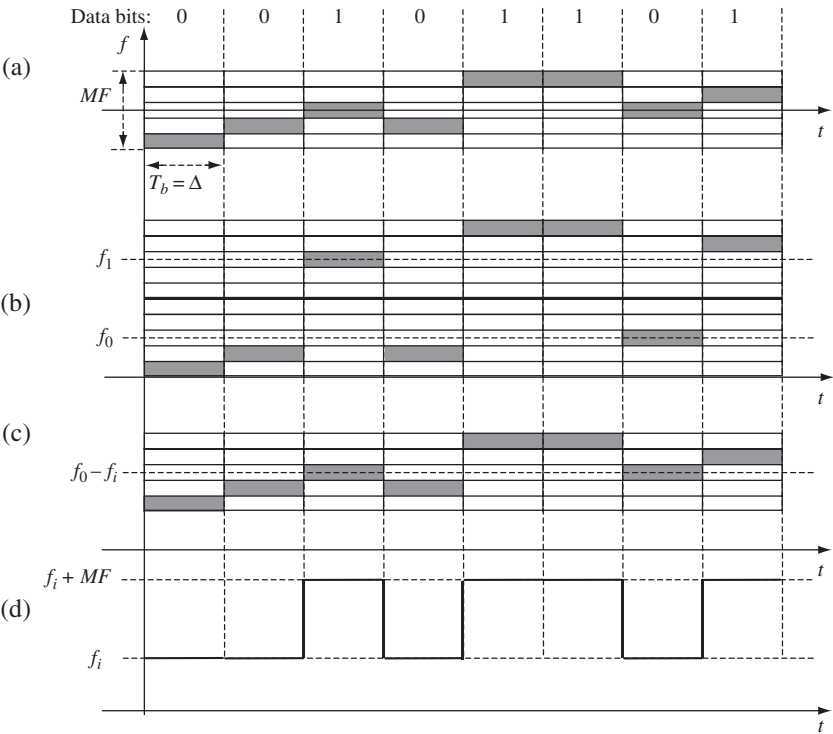 Data bits: 0 0 1 0 1 1 0 1
f
(a)
MF
t
T_b = Δ
f_1
(b)
f_0
t
(c)
f_0 – f_i
t
f_i + MF
(d)
f_i
t